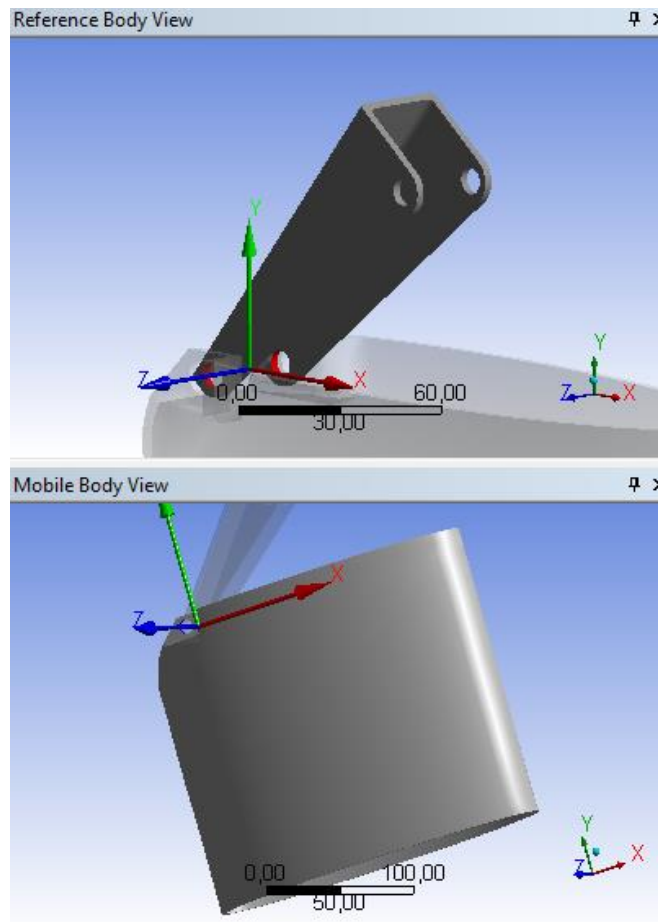 Reference Body View
Y
Z
X
0,00
60,00
30,00
Y
Z
X
Mobile Body View
X
Z
0,00
100,00
50,00
Y
X
Z